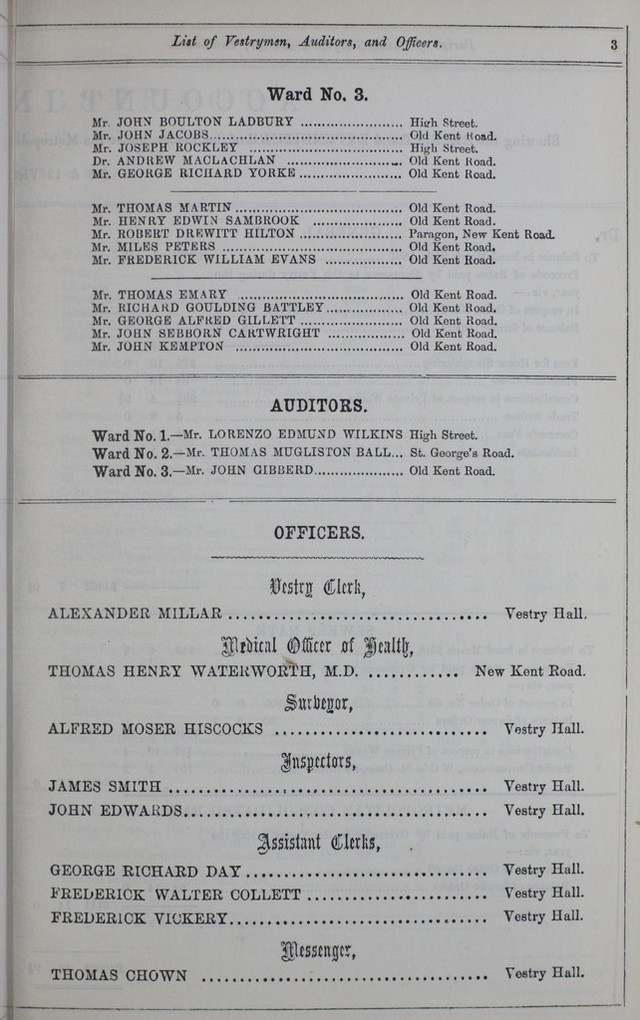 List of Vestrymen, Auditors, and Officers. 3
Ward No. 3.
Mr. JOHN BOULTON LADBURY ........................ High Street.
Mr. JOHN JACOBS............................................. Old Kent Road.
Mr. JOSEPH ROCKLEY ....................................... High Street.
Dr. ANDREW MACLACHLAN ........................... Old Kent Road.
Mr. GEORGE RICHARD YORKE........................ Old Kent Road.
Mr. THOMAS MARTIN........................................ Old Kent Road.
Mr. HENRY EDWIN SAMBROOK ........................ Old Kent Road.
Mr. ROBERT DREWITT HILTON ........................ Paragon, New Kent Road.
Mr. MILES PETERS ........................................... Old Kent Road.
Mr. FREDERICK WILLIAM EVANS .................. Old Kent Road.
Mr. THOMAS EMARY ....................................... Old Kent Road.
Mr. RICHARD GOULDING BATTLEY.................. Old Kent Road.
Mr. GEORGE ALFRED GILLETT ........................ Old Kent Road.
Mr. JOHN SEBBORN CARTWRIGHT .................. Old Kent Road.
Mr. JOHN KEMPTON ........................................ Old Kent Road.
AUDITORS.
Ward No. 1.—Mr. LORENZO EDMUND WILKINS High Street.
Ward No. 2.—Mr. THOMAS MUGLISTON BALL... St. George's Road.
Ward No. 3.—Mr. JOHN GIBBERD..................... Old Kent Road.
OFFICERS.
Vestry Clerk,
ALEXANDER MILLAR .................................. Vestry Hall.
Medical Officer of Health,
THOMAS HENRY WATERWORTH, M.D. ............ New Kent Road.
Surveyor,
ALFRED MOSER HISCOCKS ............................ Vestry Hall.
Inspectors,
JAMES SMITH .......................................... Vestry Hall.
JOHN EDWARDS........................................ Vestry Hall.
Assistant Clerks,
GEORGE RICHARD DAY ................................ Vestry Hall.
FREDERICK WALTER COLLETT ........................ Vestry Hall.
FREDERICK VICKERY.................................. Vestry Hall.
Messenger,
THOMAS CHOWN ...................................... Vestry Hall.